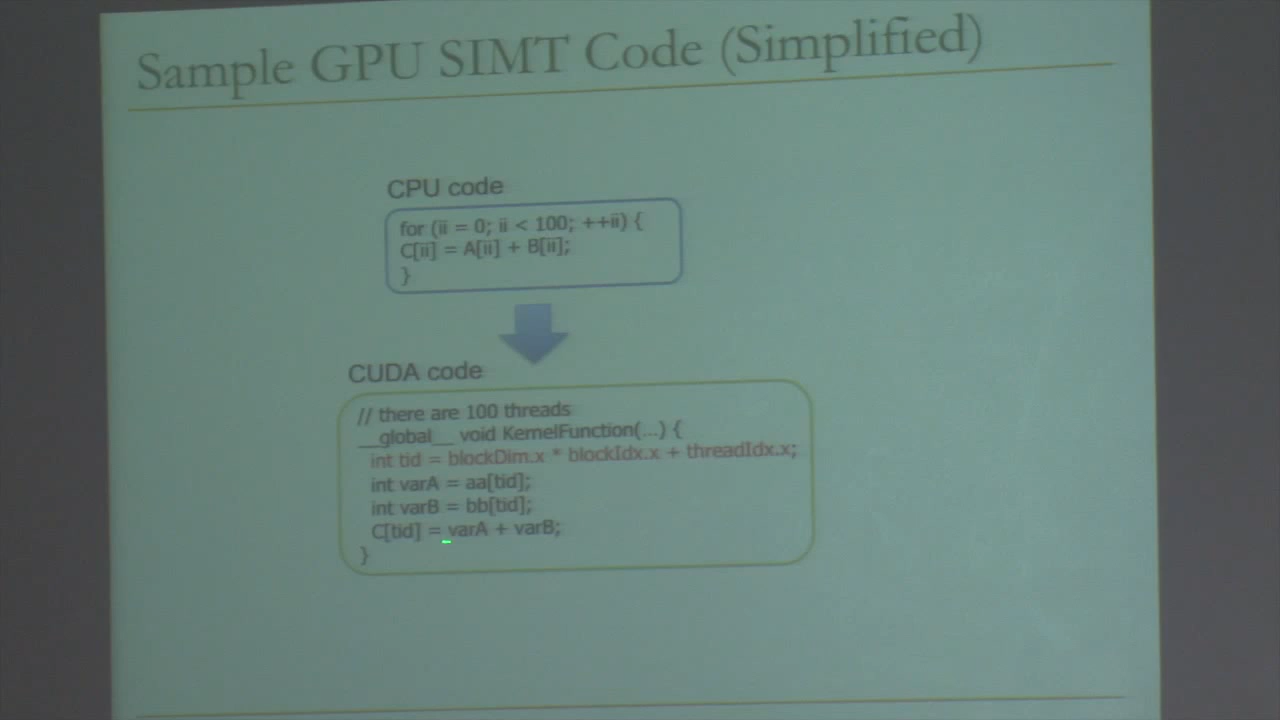 Sample GPU SIMT Code (Simplified)
CPU code
for (ii = 0; ii < 100; ++ii) {
C[ii] = A[ii] + B[ii];
}
CUDA code
// there are 100 threads
__global__ void KernelFunction(…) {
int tid = blockDim.x * blockIdx.x + threadIdx.x;
int varA = aa[tid];
int varB = bb[tid];
C[tid] = varA + varB;
}